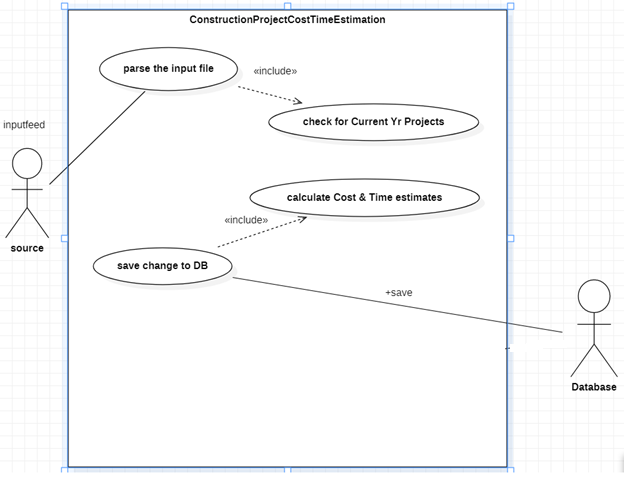 ConstructionProjectCostTimeEstimation
parse the input file
«include»
check for Current Yr Projects
inputfeed
source
calculate Cost & Time estimates
«include»
save change to DB
+save
Database